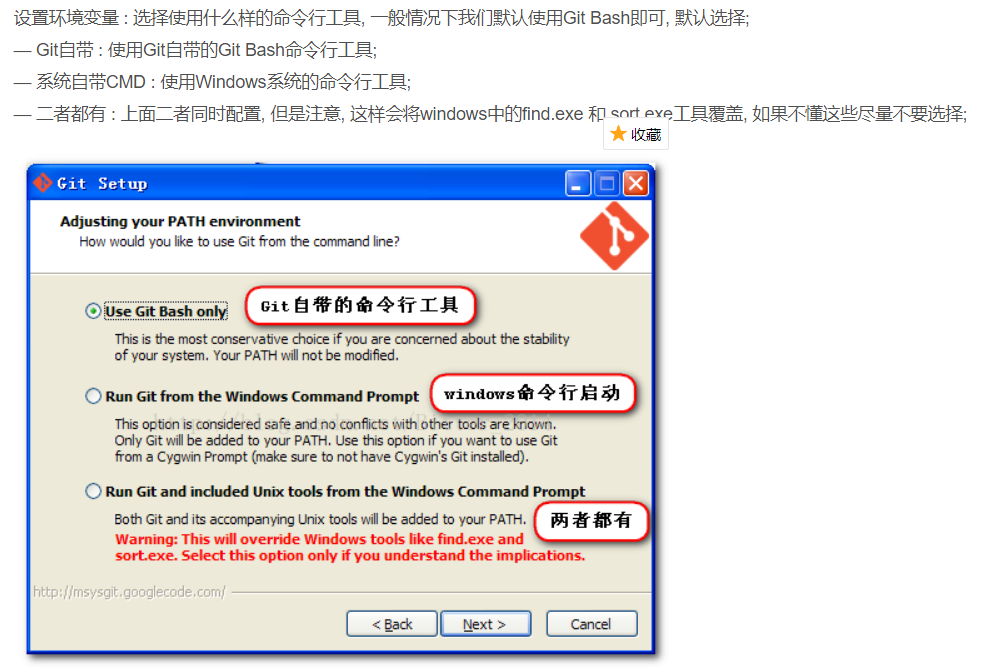 设置环境变量 : 选择使用什么样的命令行工具, 一般情况下我们默认使用Git Bash即可, 默认选择;
— Git自带 : 使用Git自带的Git Bash命令行工具;
— 系统自带CMD : 使用Windows系统的命令行工具;
— 二者都有 : 上面二者同时配置, 但是注意, 这样会将windows中的find.exe 和 sort.exe工具覆盖, 如果不懂这些尽量不要选择;
收藏
Git Setup
Adjusting your PATH environment
How would you like to use Git from the command line?
Use Git Bash only
Git自带的命令行工具
This is the most conservative choice if you are concerned about the stability
of your system. Your PATH will not be modified.
Run Git from the Windows Command Prompt
windows命令行启动
This option is considered safe and no conflicts with other tools are known.
Only Git will be added to your PATH. Use this option if you want to use Git
from a Cygwin Prompt (make sure to not have Cygwin's Git installed).
Run Git and included Unix tools from the Windows Command Prompt
Both Git and its accompanying Unix tools will be added to your PATH.
两者都有
Warning: This will override Windows tools like find.exe and
sort.exe. Select this option only if you understand the implications.
http://msysgit.googlecode.com/
< Back
Next >
Cancel